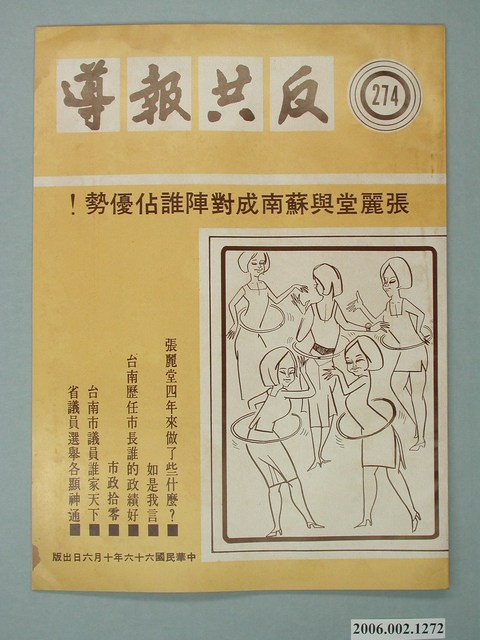 反共報導
274
張麗堂與蘇南成對陣誰佔優勢！
張麗堂四年來做了些什麼？■
如是我言■
台南歷任市長誰的政績好■
市政拾零■
台南市議員誰家天下■
省議員選舉各顯神通■
中華民國六十六年十月六日出版
2006.002.1272